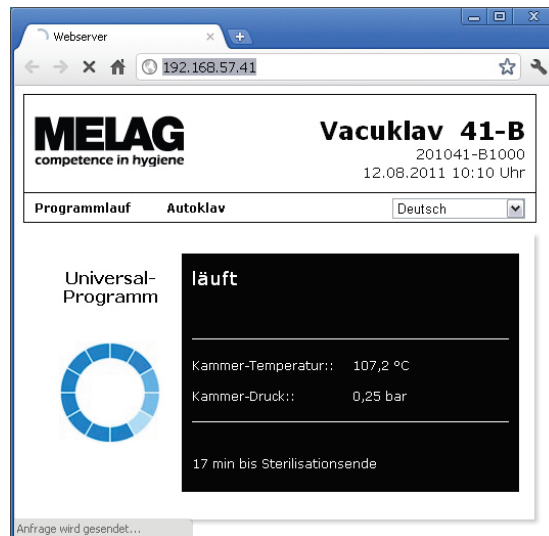 Webserver
192.168.57.41
MELAG
competence in hygiene
Vacuklav 41-B
201041-B1000
12.08.2011 10:10 Uhr
Programmlauf Autoklav Deutsch
Universal-
Programm
läuft
Kammer-Temperatur:: 107,2 ºC
Kammer-Druck:: 0,25 bar
17 min bis Sterilisationsende
Anfrage wird gesendet...